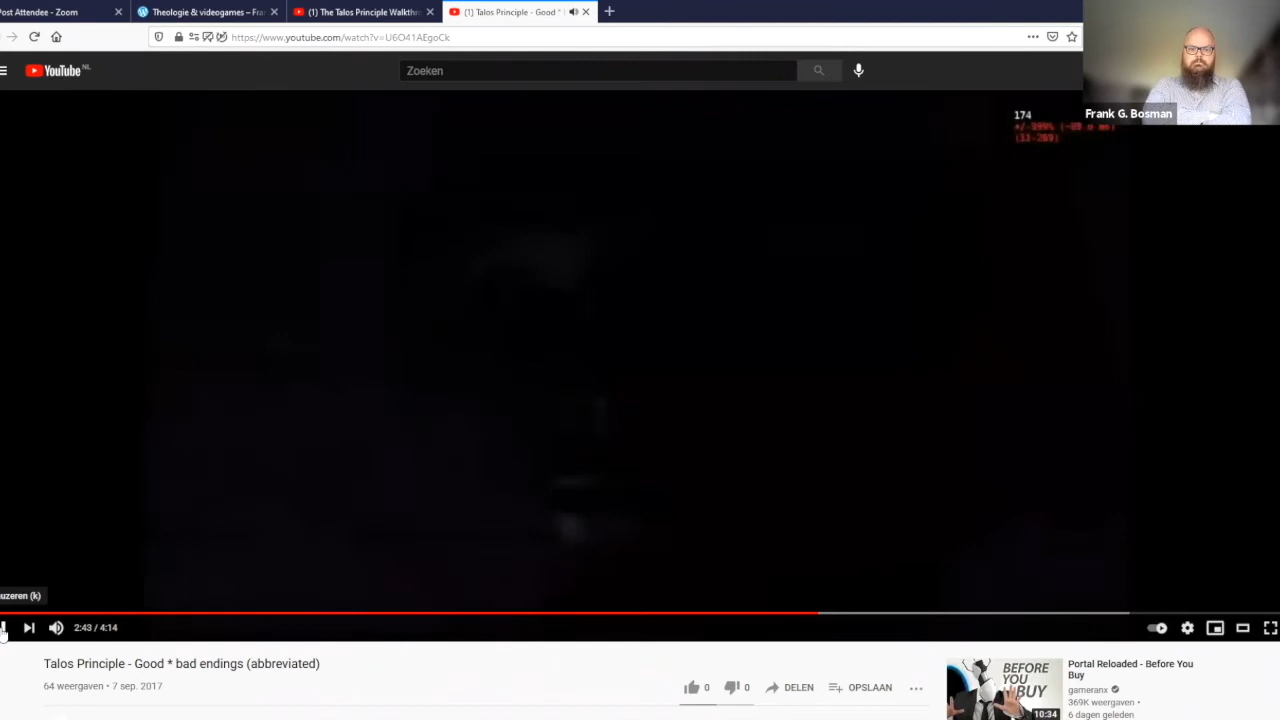 Post Attendee - Zoom
Theologie & videogames – Fra
(1) The Talos Principle Walkthr
(1) Talos Principle - Good *
https://www.youtube.com/watch?v=U6O41AEgoCk
YouTube NL
Zoeken
Frank G. Bosman
174
uzeren (k)
2:43 / 4:14
Talos Principle - Good * bad endings (abbreviated)
64 weergaven • 7 sep. 2017
0
0
DELEN
OPSLAAN
BEFORE
YOU
BUY
10:34
Portal Reloaded - Before You
Buy
gameranx
369K weergaven •
6 dagen geleden